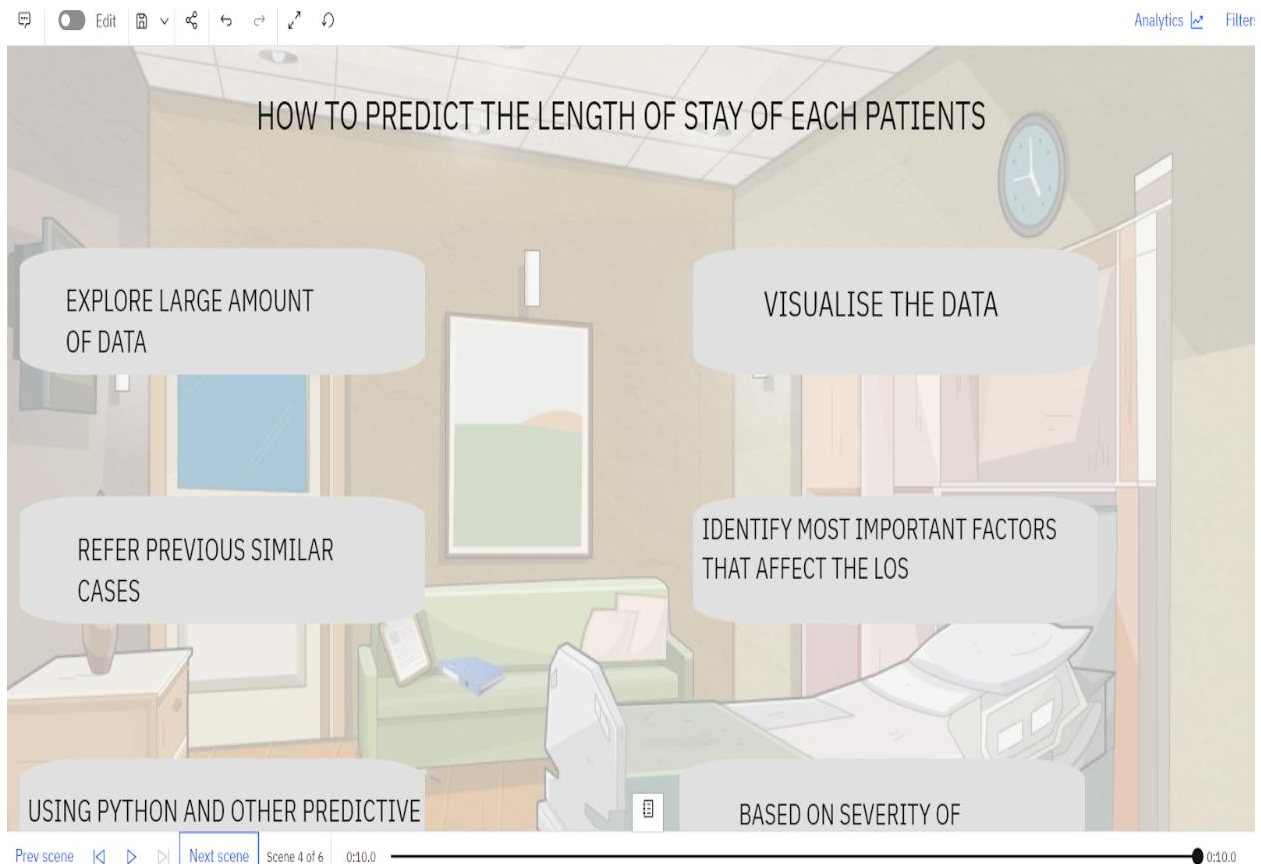 Edit
Analytics
Filter
HOW TO PREDICT THE LENGTH OF STAY OF EACH PATIENTS
EXPLORE LARGE AMOUNT
OF DATA
VISUALISE THE DATA
REFER PREVIOUS SIMILAR
CASES
IDENTIFY MOST IMPORTANT FACTORS
THAT AFFECT THE LOS
USING PYTHON AND OTHER PREDICTIVE
BASED ON SEVERITY OF
Prev scene
Next scene
Scene 4 of 6
0:10.0
0:10.0